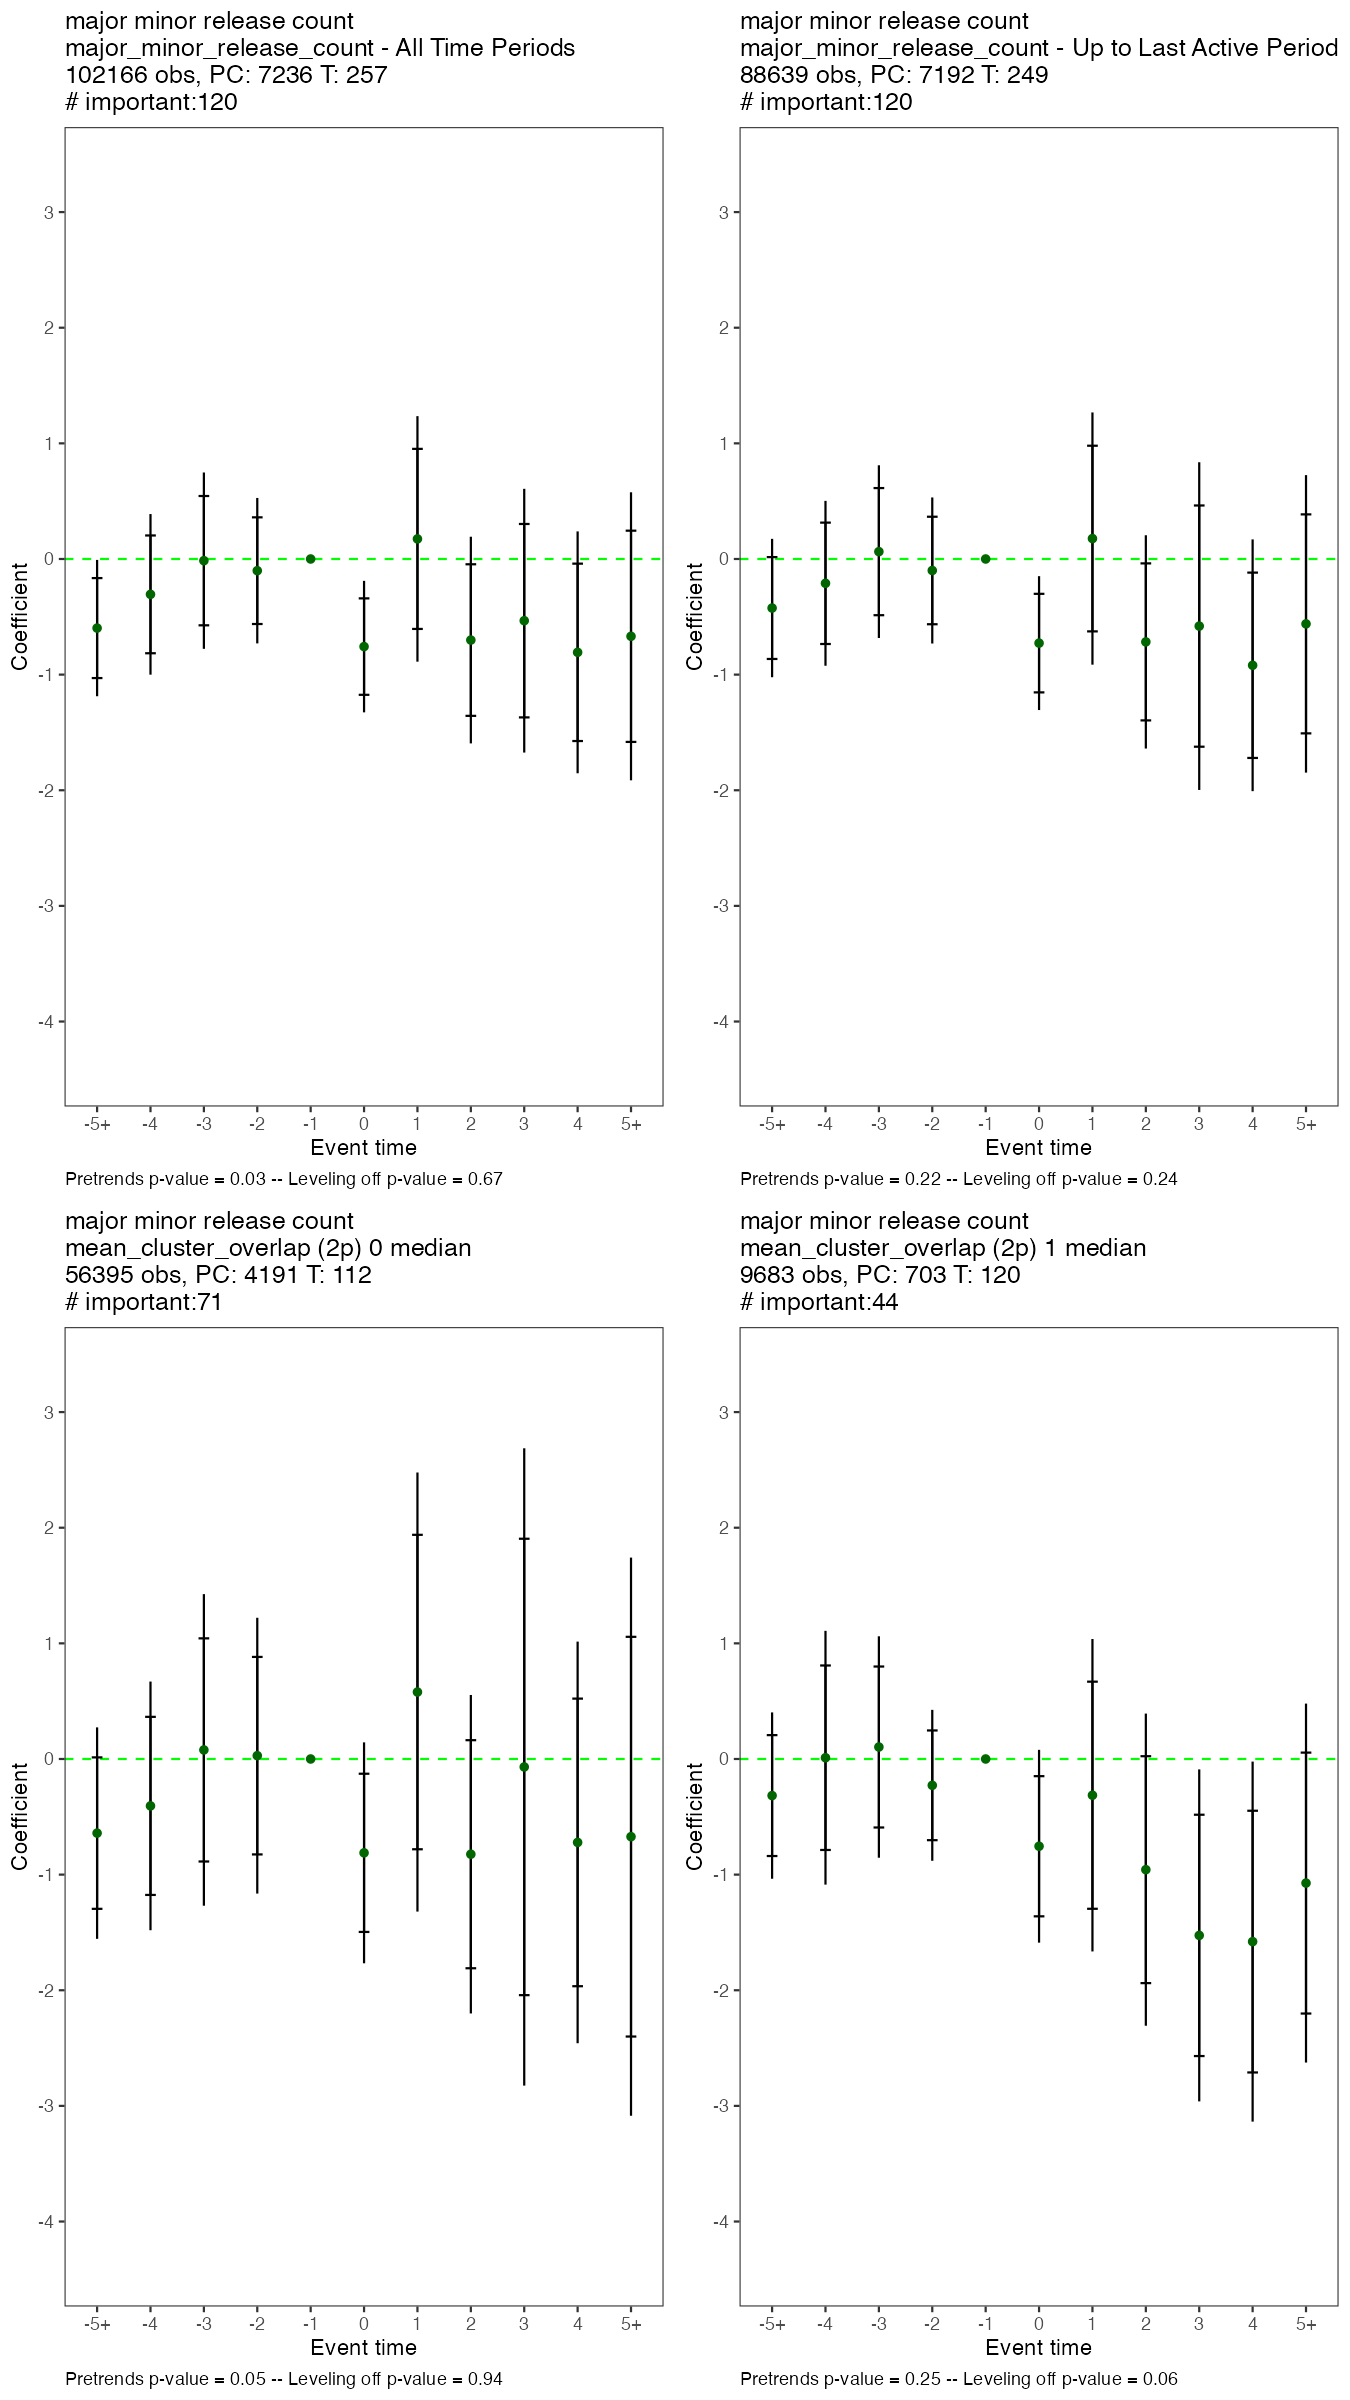 major minor release count
major_minor_release_count - All Time Periods
102166 obs, PC: 7236 T: 257
# important:120
3
2
1
0
-1
-2
-3
-4
Coefficient
-5+ -4 -3 -2 -1 0 1 2 3 4 5+
Event time
Pretrends p-value = 0.03 -- Leveling off p-value = 0.67
major minor release count
major_minor_release_count - Up to Last Active Period
88639 obs, PC: 7192 T: 249
# important:120
3
2
1
0
-1
-2
-3
-4
Coefficient
-5+ -4 -3 -2 -1 0 1 2 3 4 5+
Event time
Pretrends p-value = 0.22 -- Leveling off p-value = 0.24
major minor release count
mean_cluster_overlap (2p) 0 median
56395 obs, PC: 4191 T: 112
# important:71
3
2
1
0
-1
-2
-3
-4
Coefficient
-5+ -4 -3 -2 -1 0 1 2 3 4 5+
Event time
Pretrends p-value = 0.05 -- Leveling off p-value = 0.94
major minor release count
mean_cluster_overlap (2p) 1 median
9683 obs, PC: 703 T: 120
# important:44
3
2
1
0
-1
-2
-3
-4
Coefficient
-5+ -4 -3 -2 -1 0 1 2 3 4 5+
Event time
Pretrends p-value = 0.25 -- Leveling off p-value = 0.06